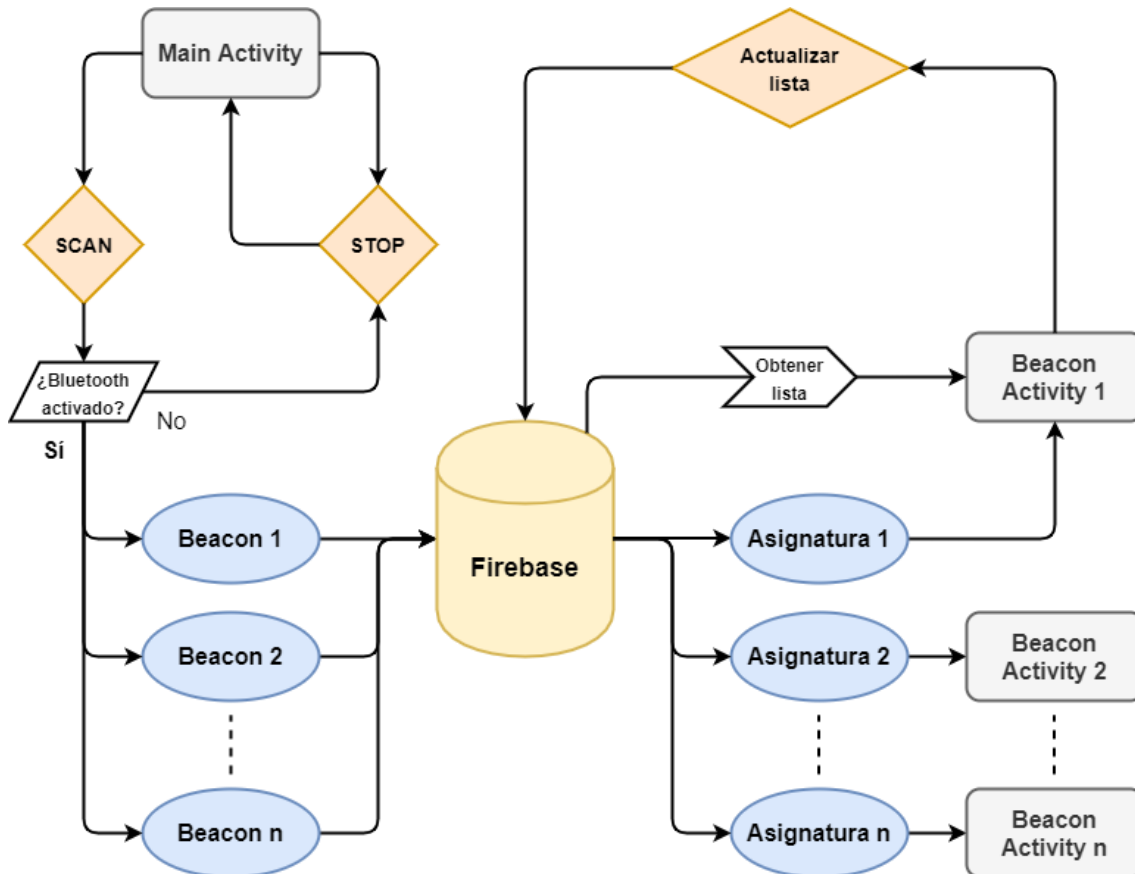 Main Activity
Actualizar
lista
SCAN
STOP
¿Bluetooth
activado?
No
Sí
Obtener
lista
Beacon
Activity 1
Beacon 1
Firebase
Asignatura 1
Beacon 2
Asignatura 2
Beacon
Activity 2
Beacon n
Asignatura n
Beacon
Activity n